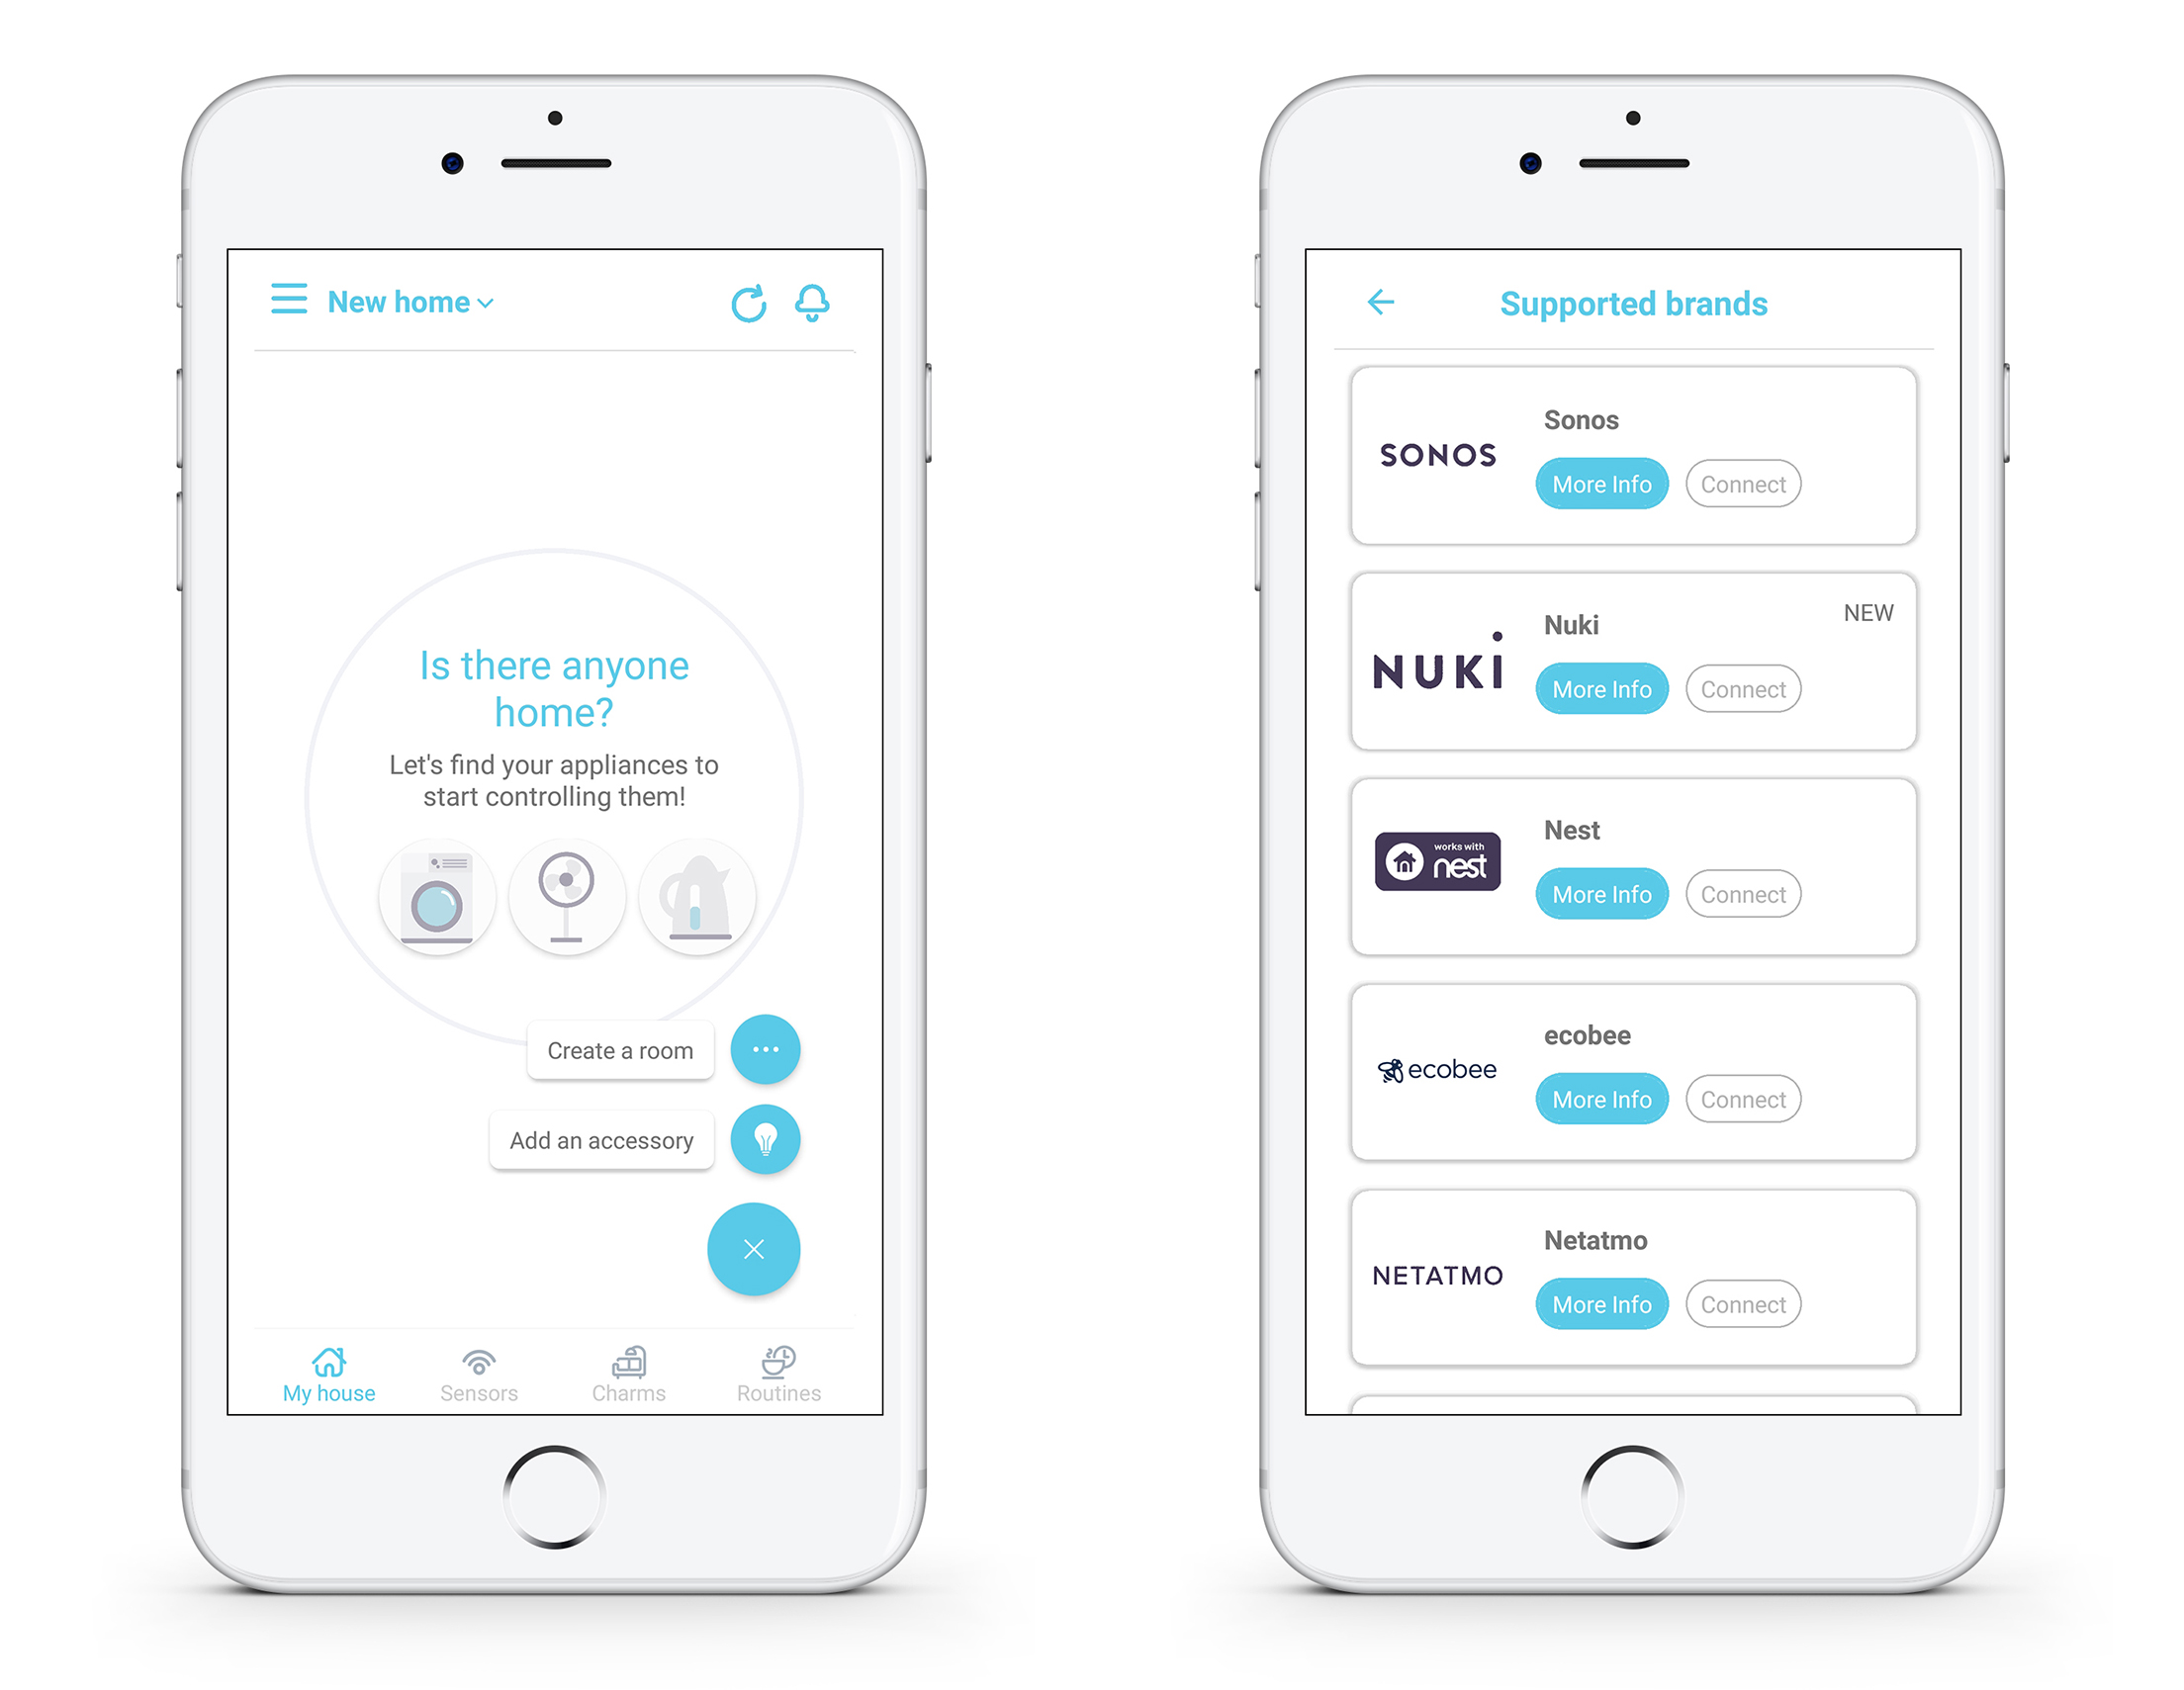 New home
Is there anyone
home?
Let's find your appliances to
start controlling them!
Create a room
Add an accessory
My house
Sensors
Charms
Routines
Supported brands
SONOS
Sonos
More Info
Connect
NUKi
Nuki
NEW
More Info
Connect
works with
nest
Nest
More Info
Connect
ecobee
ecobee
More Info
Connect
NETATMO
Netatmo
More Info
Connect